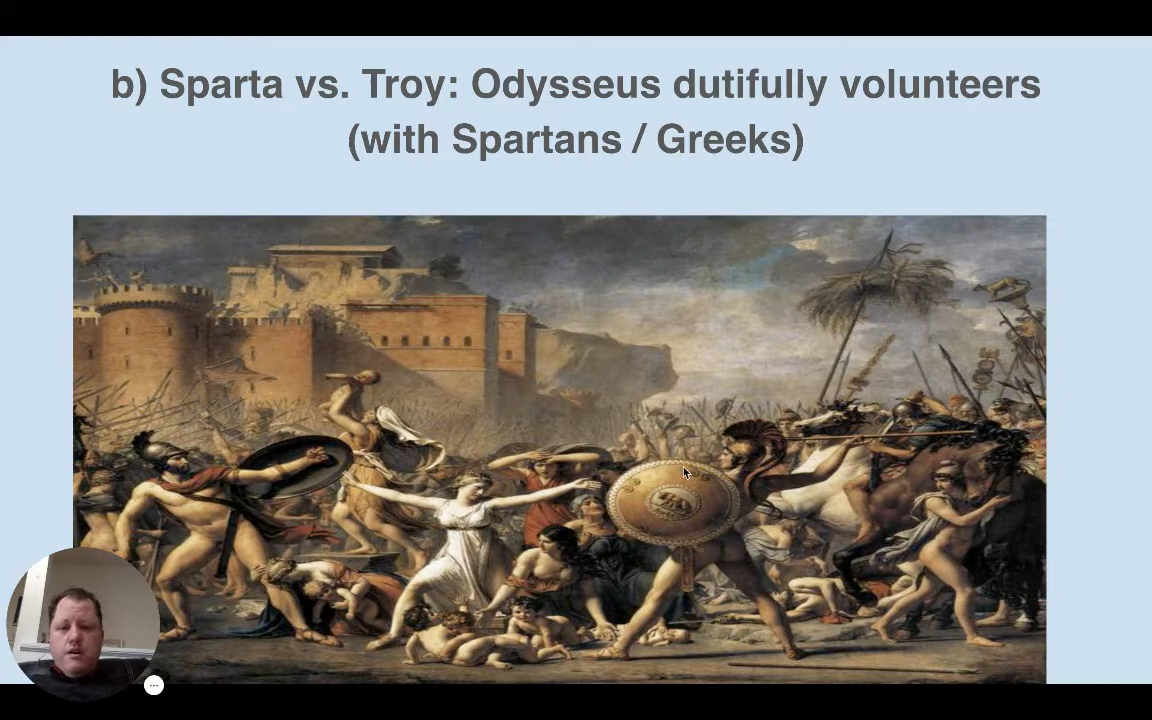 b) Sparta vs. Troy: Odysseus dutifully volunteers
(with Spartans / Greeks)